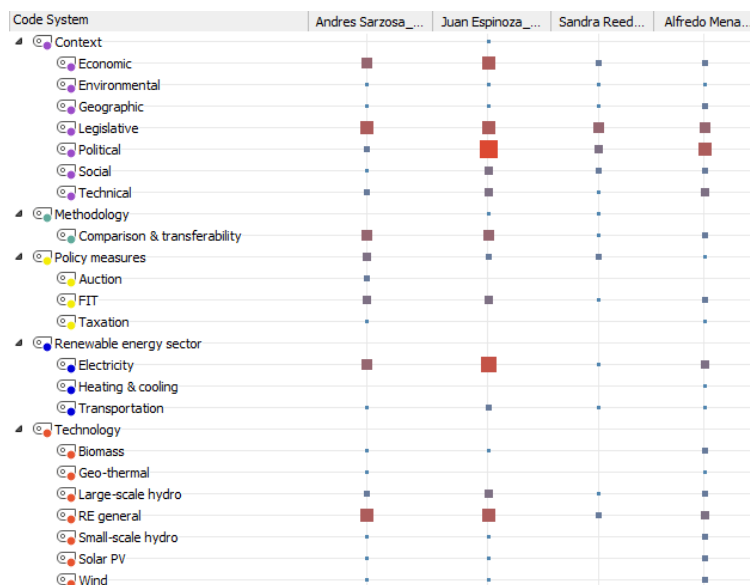 Code System Andres Sarzosa_... Juan Espinoza_... Sandra Reed... Alfredo Mena...
Context
Economic
Environmental
Geographic
Legislative
Political
Social
Technical
Methodology
Comparison & transferability
Policy measures
Auction
FIT
Taxation
Renewable energy sector
Electricity
Heating & cooling
Transportation
Technology
Biomass
Geo-thermal
Large-scale hydro
RE general
Small-scale hydro
Solar PV
Wind